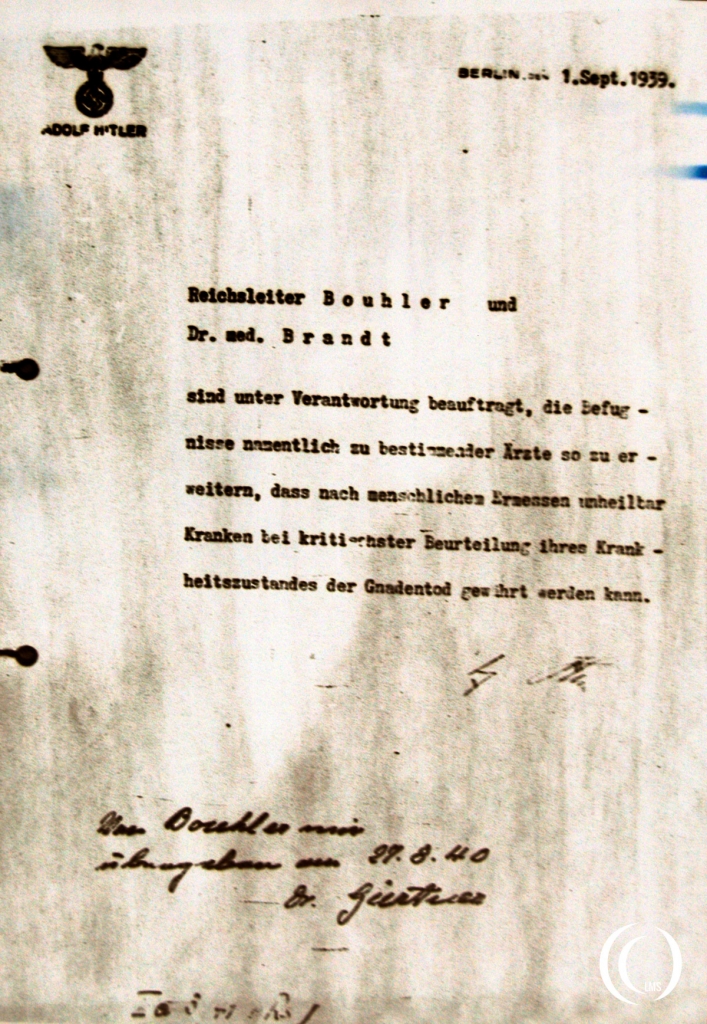 ADOLF HITLER
BERLIN, den 1.Sept.1939.
Reichsleiter Bouhler und
Dr. med. Brandt
sind unter Verantwortung beauftragt, die Befug -
nisse namentlich zu bestimmender Ärzte so zu er -
weitern, dass nach menschlichem Ermessen unheilbar
Kranken bei kritischster Beurteilung ihres Krank -
heitszustandes der Gnadentod gewährt werden kann.
Von Bouhler mir
übergeben am 27.8.40
Dr. Gürtner
LMS